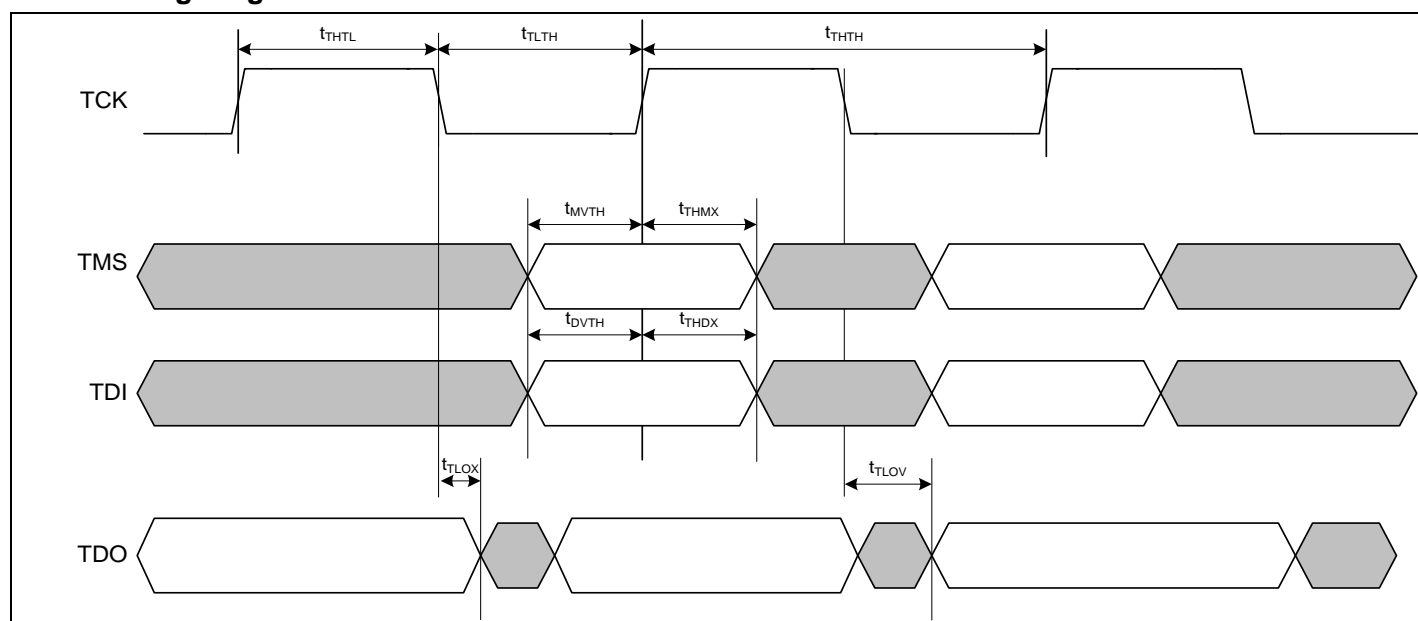 tTHTL tTLTH tTHTH
TCK
tMVTH tTHMX
TMS
tDVTH tTHDX
TDI
tTLOX tTLOV
TDO